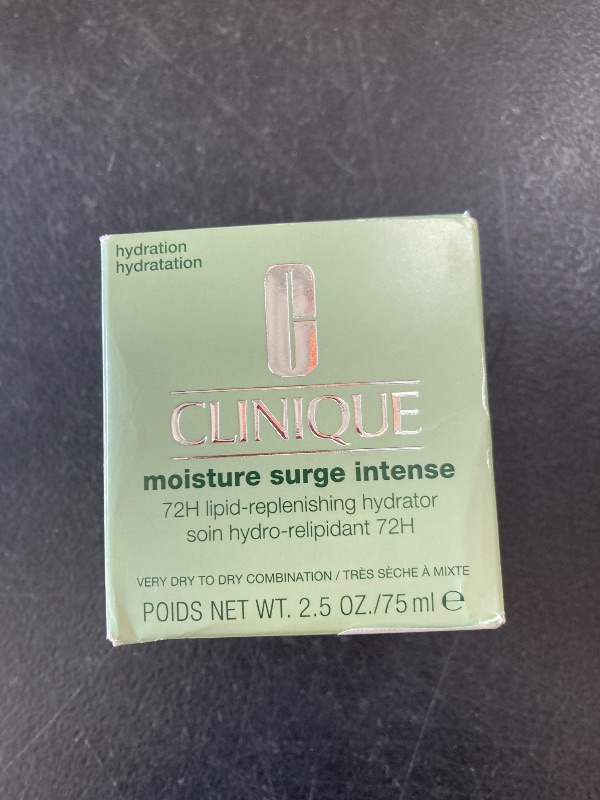 hydration
hydratation
C
CLINIQUE
moisture surge intense
72H lipid-replenishing hydrator
soin hydro-relipidant 72H
VERY DRY TO DRY COMBINATION / TRÈS SÈCHE À MIXTE
POIDS NET WT. 2.5 OZ./75 ml ℮